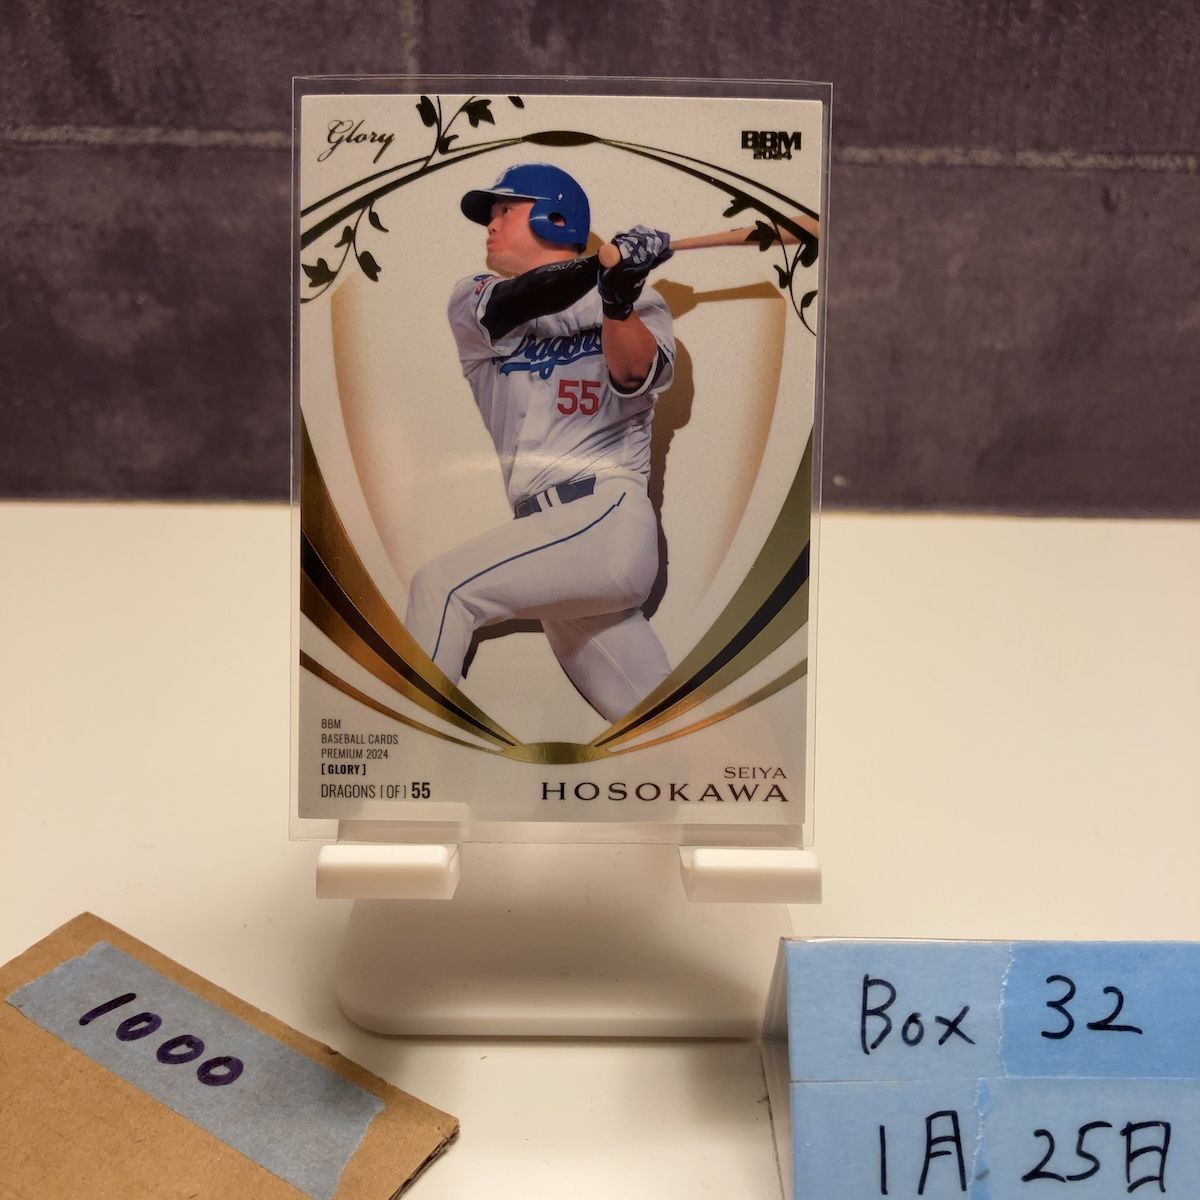 Glory
BBM
2024
Dragons
55
BBM
BASEBALL CARDS
PREMIUM 2024
[GLORY]
DRAGONS [OF] 55
SEIYA
HOSOKAWA
1000
Box 32
1月25日